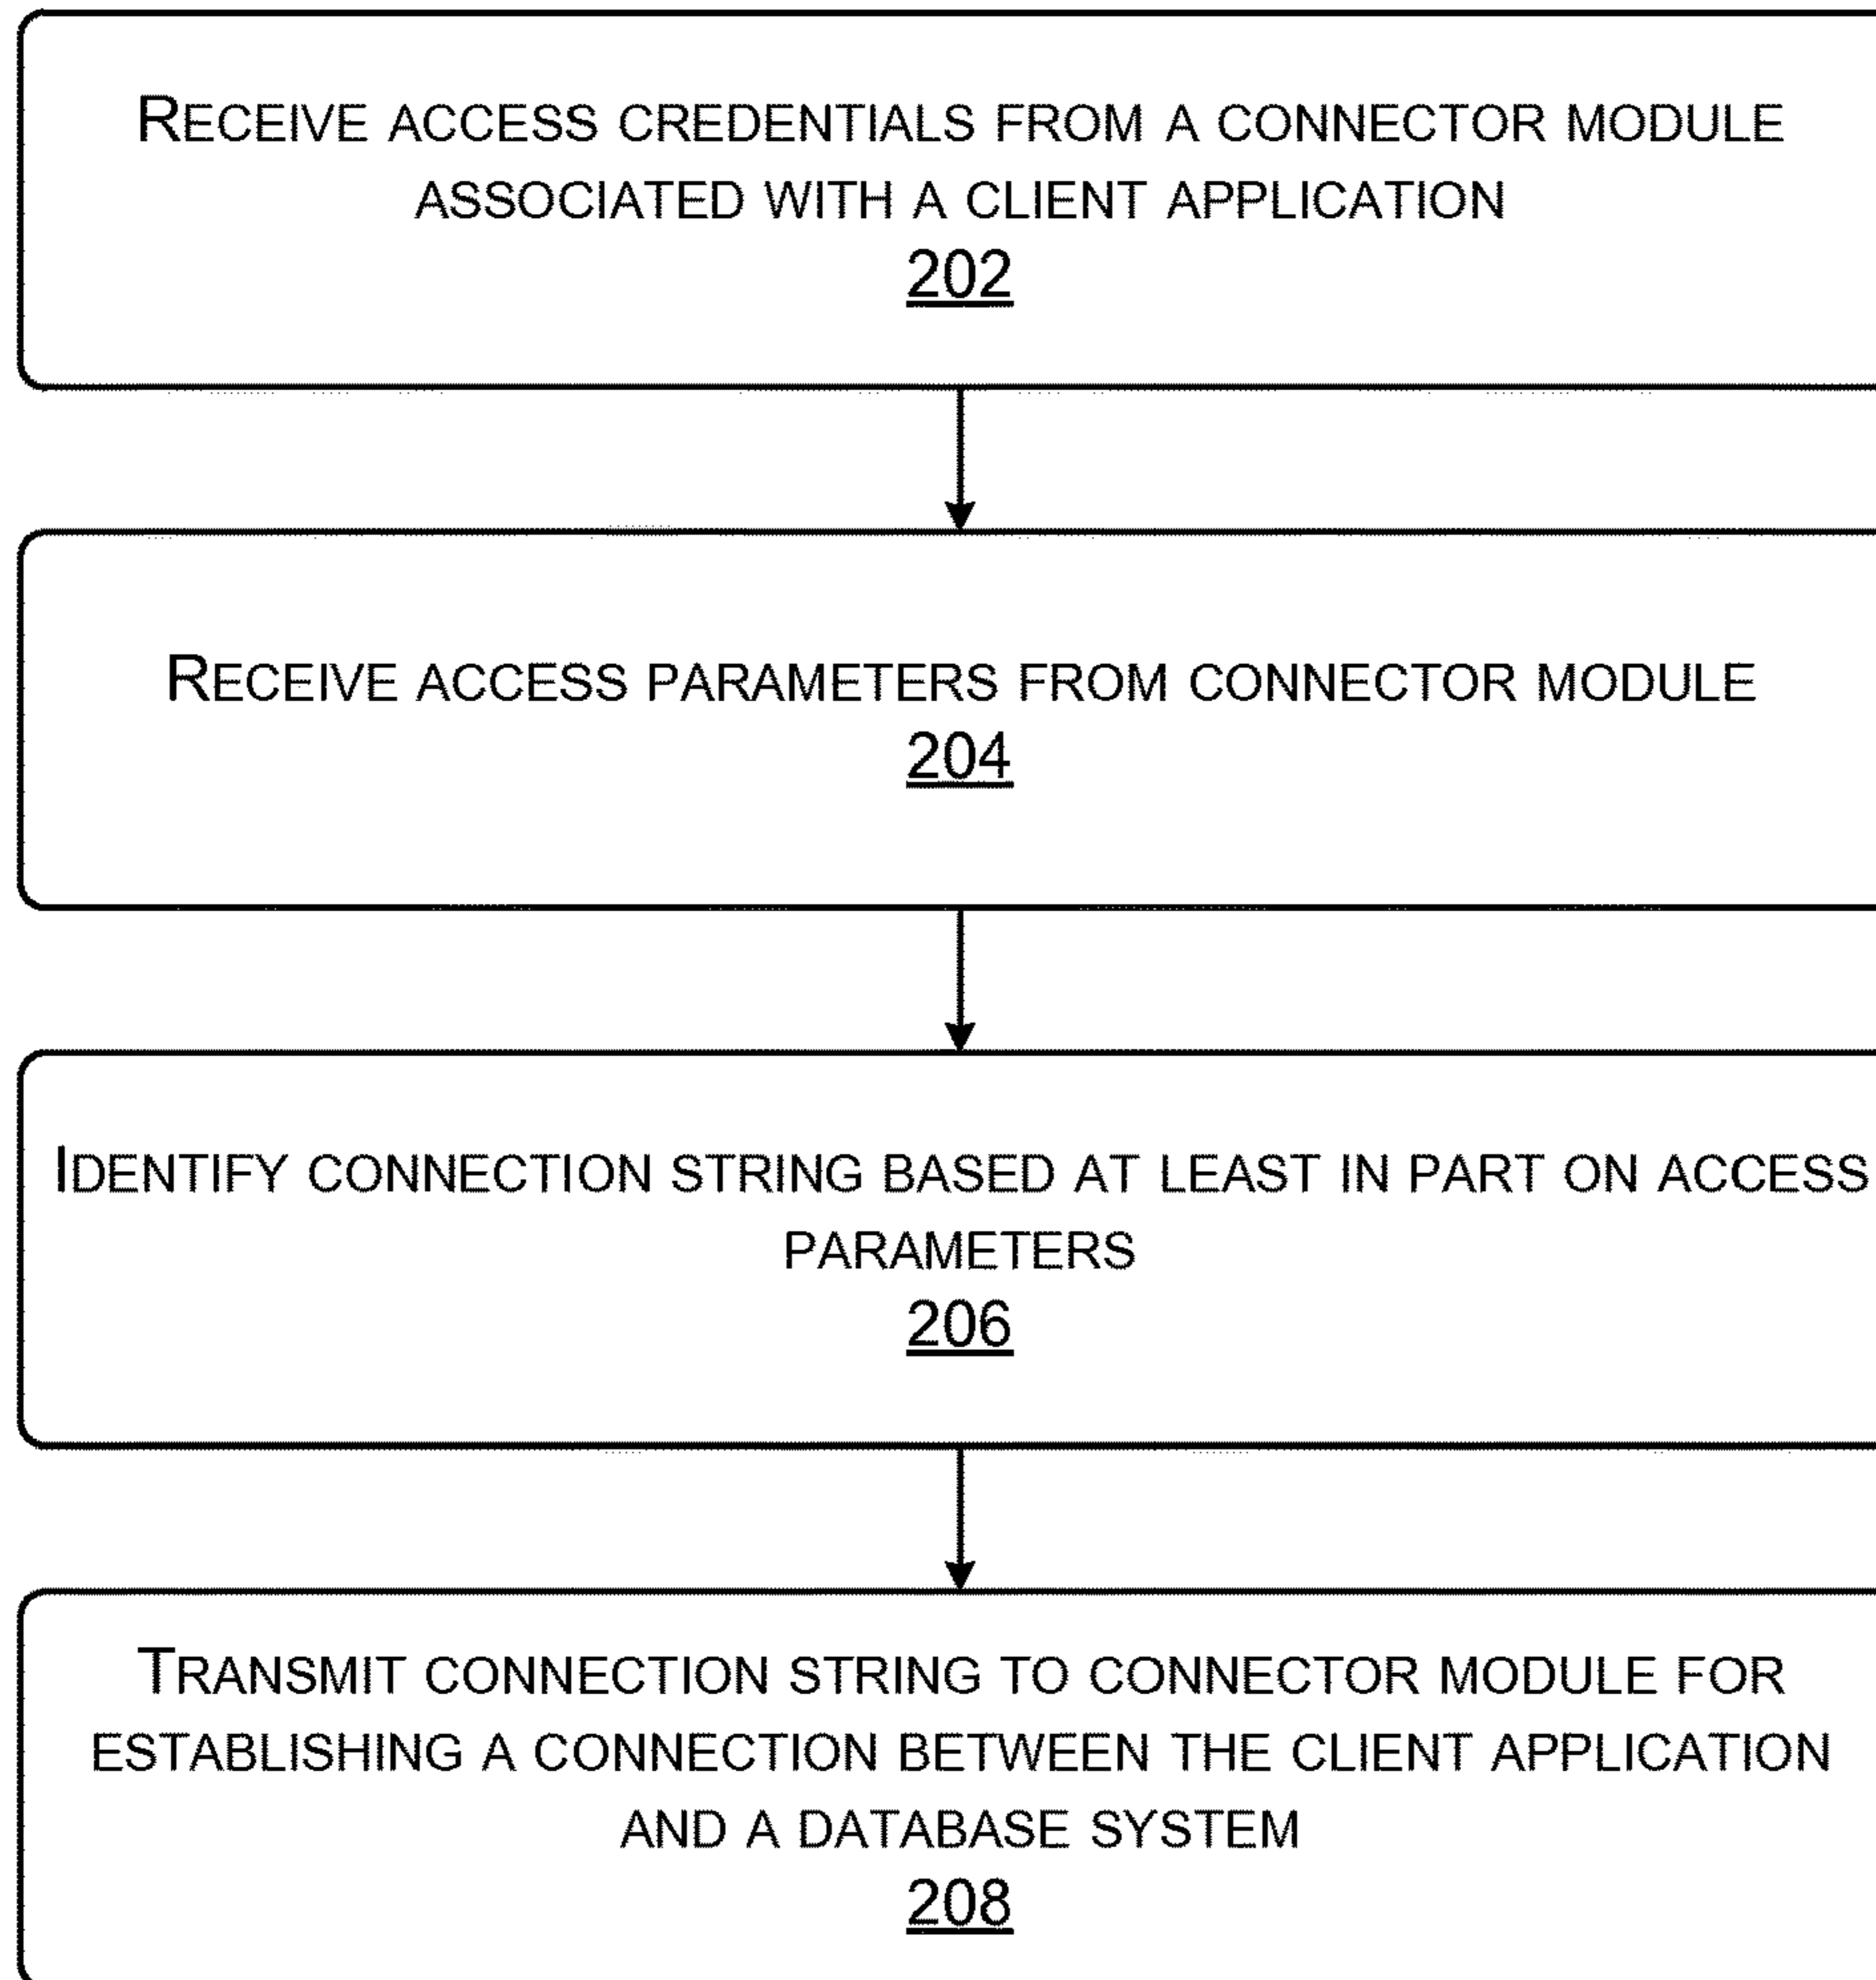 RECEIVE ACCESS CREDENTIALS FROM A CONNECTOR MODULE
ASSOCIATED WITH A CLIENT APPLICATION
202
RECEIVE ACCESS PARAMETERS FROM CONNECTOR MODULE
204
IDENTIFY CONNECTION STRING BASED AT LEAST IN PART ON ACCESS
PARAMETERS
206
TRANSMIT CONNECTION STRING TO CONNECTOR MODULE FOR
ESTABLISHING A CONNECTION BETWEEN THE CLIENT APPLICATION
AND A DATABASE SYSTEM
208